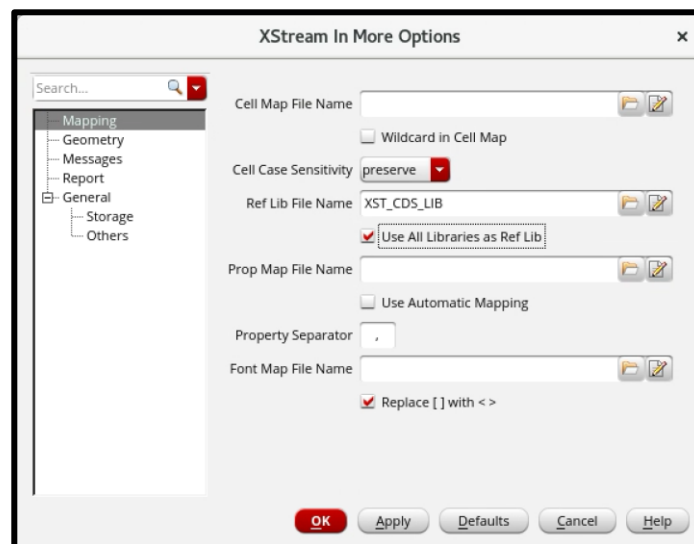 XStream In More Options
Search...
Mapping
Geometry
Messages
Report
General
Storage
Others
Cell Map File Name
Wildcard in Cell Map
Cell Case Sensitivity preserve
Ref Lib File Name XST_CDS_LIB
Use All Libraries as Ref Lib
Prop Map File Name
Use Automatic Mapping
Property Separator ,
Font Map File Name
Replace [ ] with < >
OK Apply Defaults Cancel Help